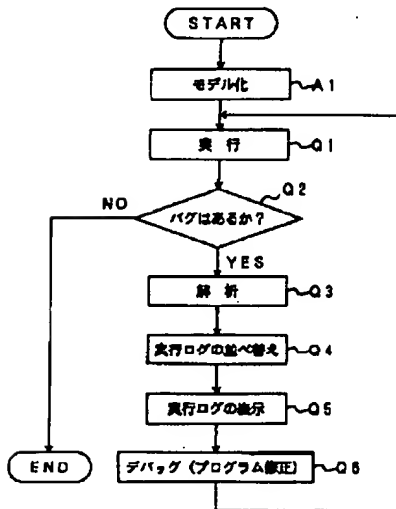 START
モデル化 A1
実行 Q1
Q2
バグはあるか?
NO
YES
解析 Q3
実行ログの並べ替え Q4
実行ログの表示 Q5
END
デバッグ(プログラム修正) Q6